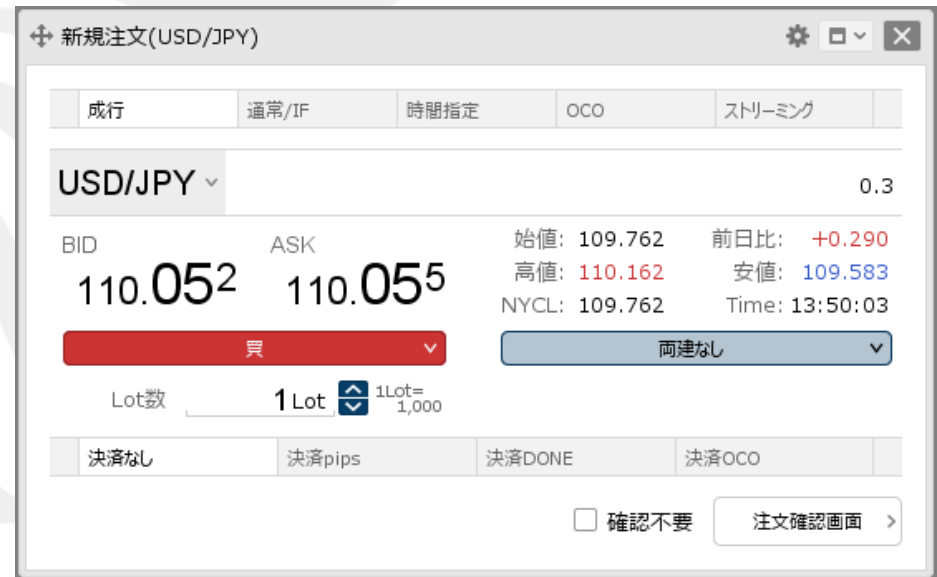 新規注文(USD/JPY)
成行 通常/IF 時間指定 OCO ストリーミング
USD/JPY 0.3
BID ASK 始値: 109.762 前日比: +0.290
110.052 110.055 高値: 110.162 安値: 109.583
NYCL: 109.762 Time: 13:50:03
買 両建なし
Lot数 1 Lot 1Lot=
1,000
決済なし 決済pips 決済DONE 決済OCO
確認不要 注文確認画面